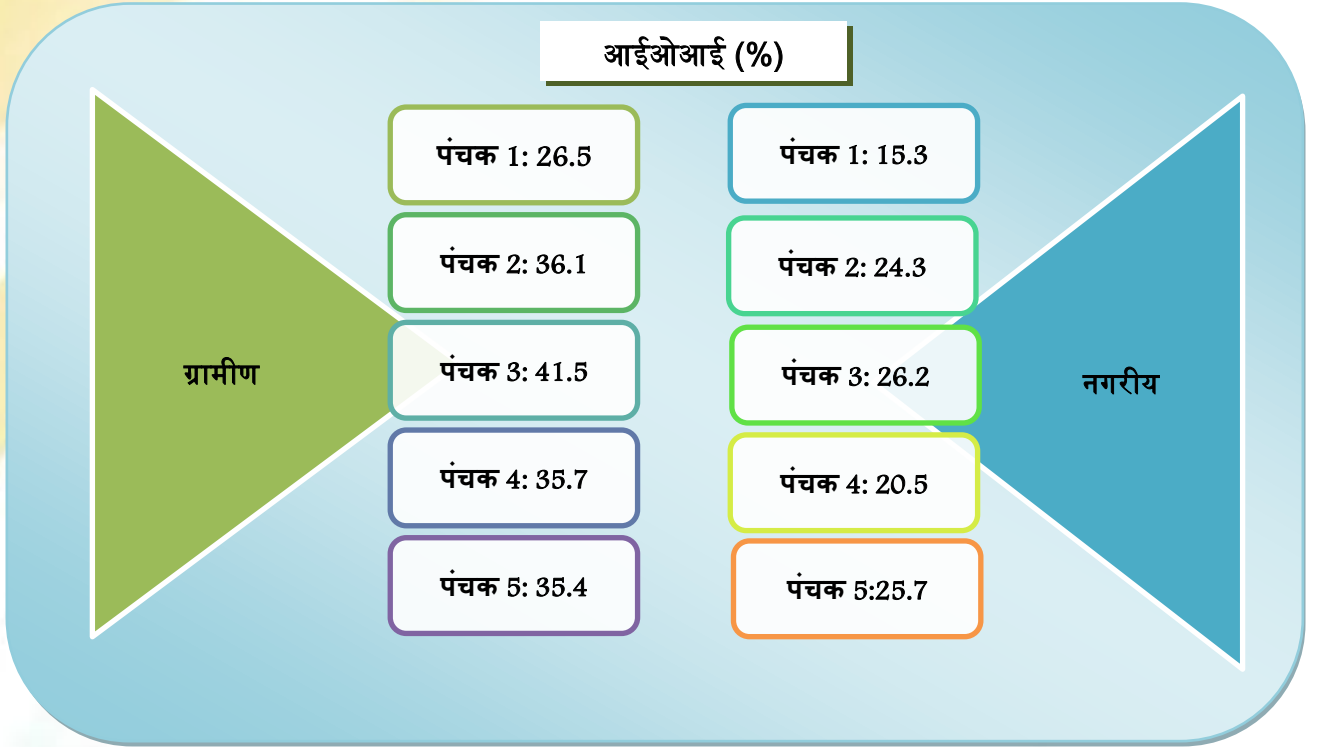 आईओआई (%)
ग्रामीण
पंचक 1: 26.5
पंचक 2: 36.1
पंचक 3: 41.5
पंचक 4: 35.7
पंचक 5: 35.4
पंचक 1: 15.3
पंचक 2: 24.3
पंचक 3: 26.2
पंचक 4: 20.5
पंचक 5:25.7
नगरीय